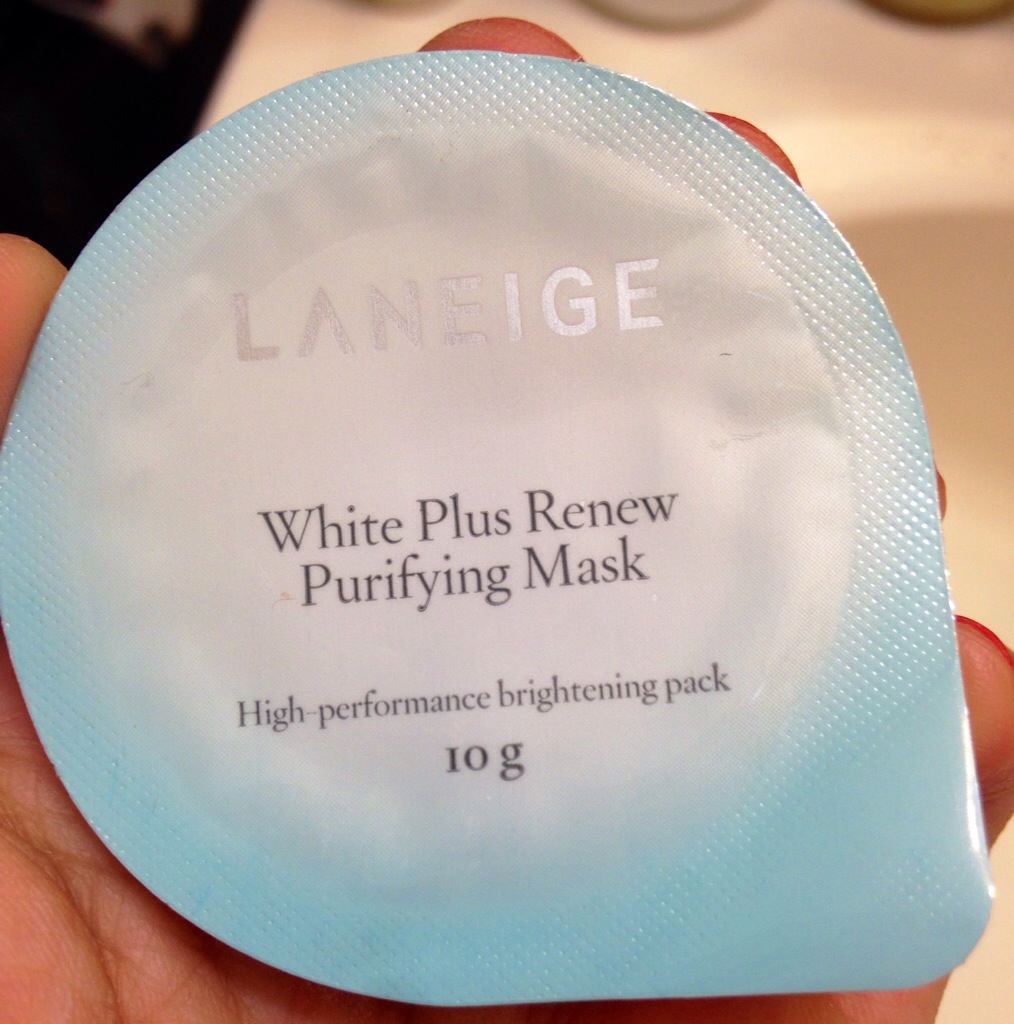 LANEIGE
White Plus Renew
Purifying Mask
High-performance brightening pack
10 g